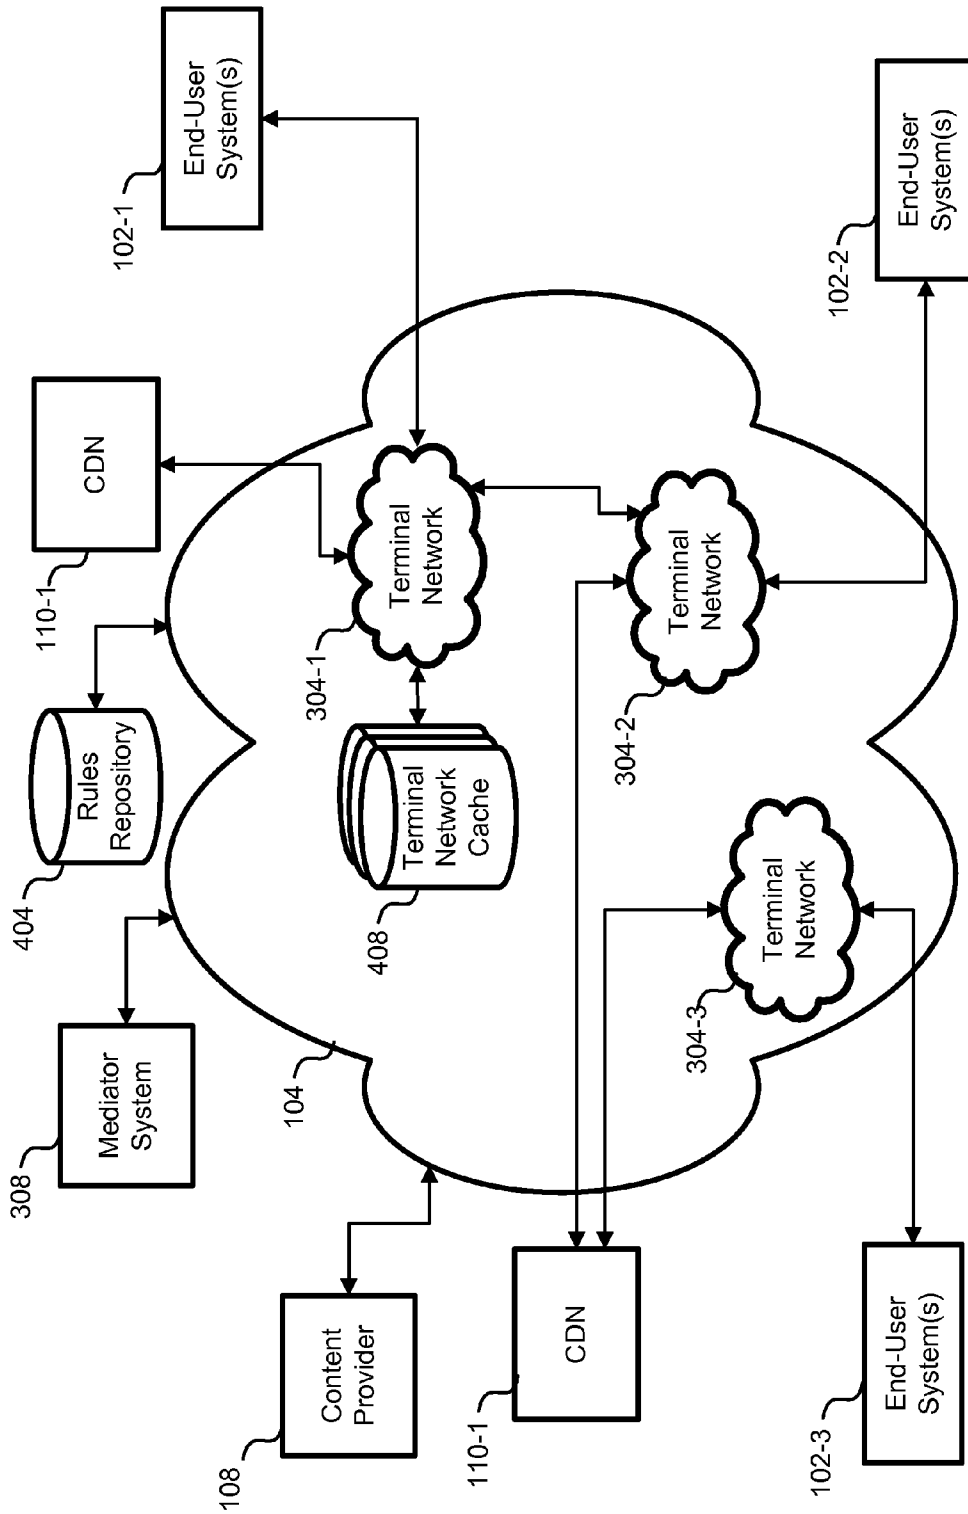 308
Mediator
System
404
Rules
Repository
110-1
CDN
102-1
End-User
System(s)
108
Content
Provider
104
408
Terminal
Network
Cache
304-1
Terminal
Network
110-1
CDN
304-2
Terminal
Network
304-3
Terminal
Network
102-3
End-User
System(s)
102-2
End-User
System(s)